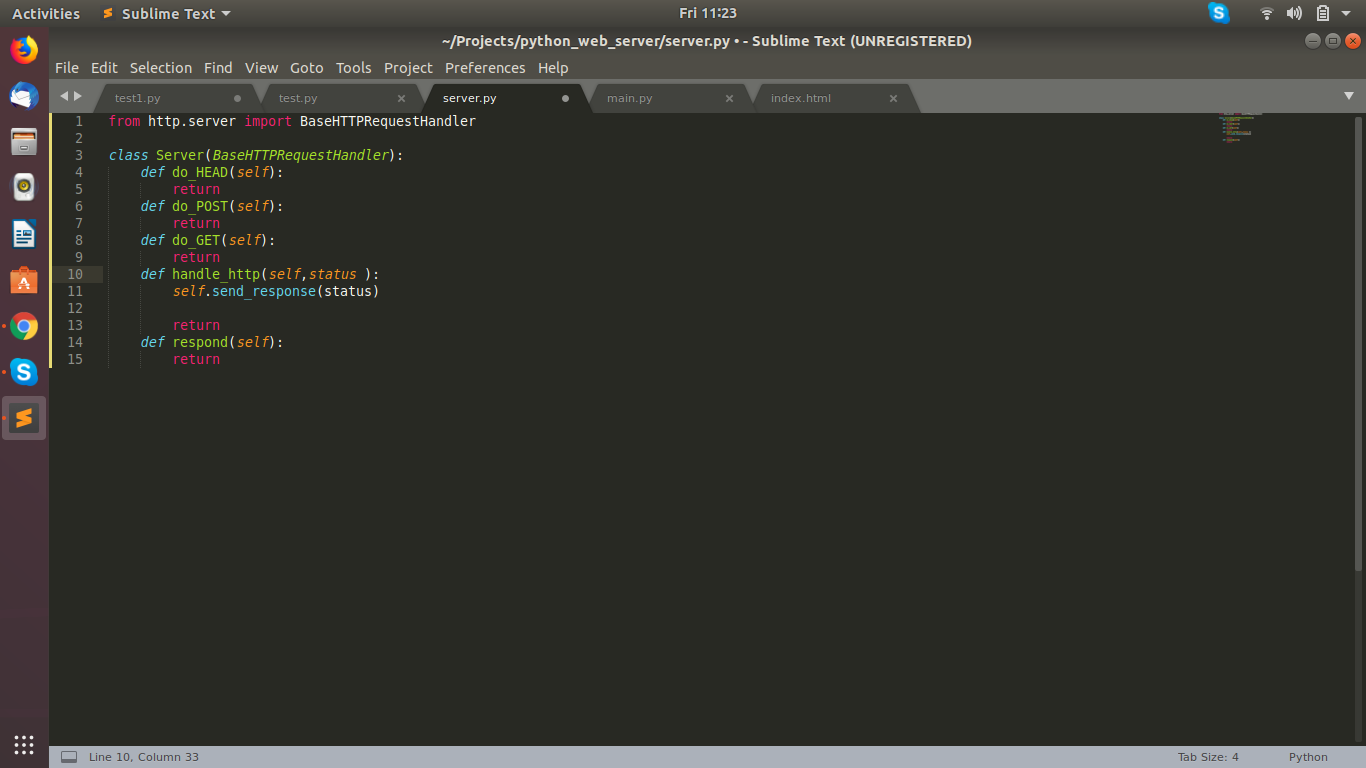 Activities Sublime Text Fri 11:23
~/Projects/python_web_server/server.py • - Sublime Text (UNREGISTERED)
File Edit Selection Find View Goto Tools Project Preferences Help
test1.py test.py server.py main.py index.html
1 from http.server import BaseHTTPRequestHandler
2
3 class Server(BaseHTTPRequestHandler):
4     def do_HEAD(self):
5         return
6     def do_POST(self):
7         return
8     def do_GET(self):
9         return
10     def handle_http(self,status ):
11         self.send_response(status)
12
13         return
14     def respond(self):
15         return
Line 10, Column 33 Tab Size: 4 Python